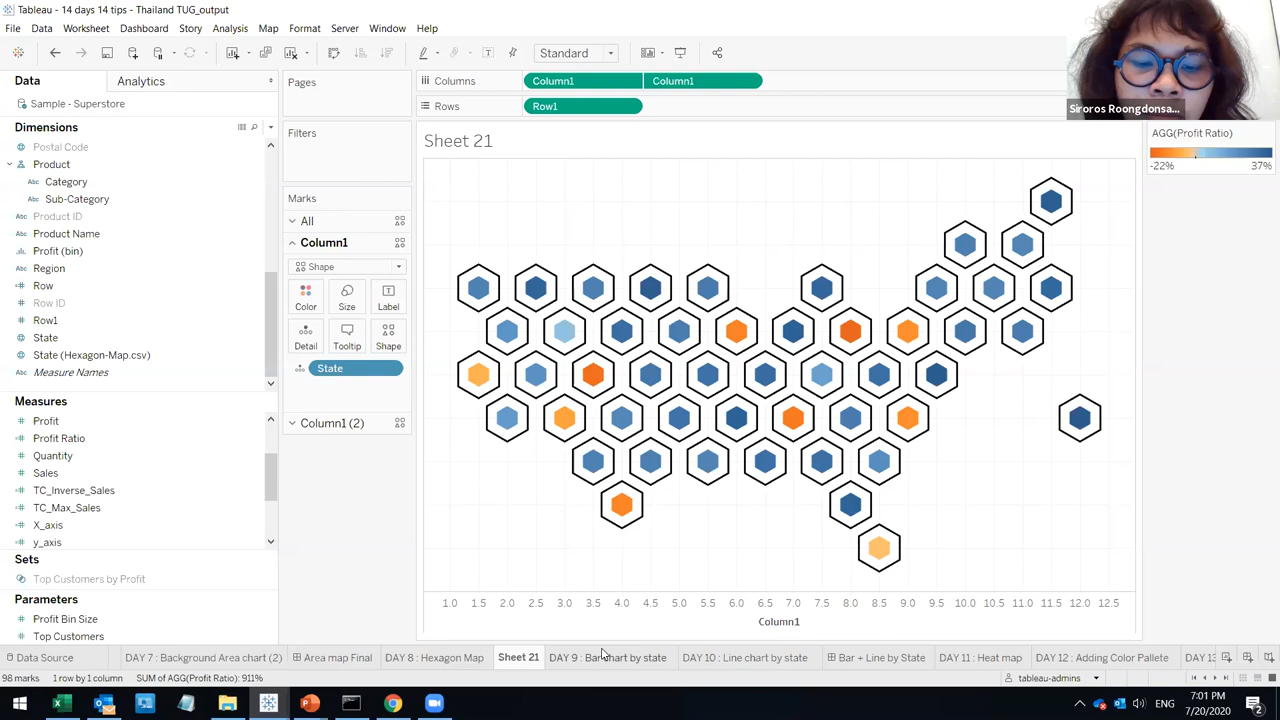 Tableau - 14 days 14 tips - Thailand TUG_output
File Data Worksheet Dashboard Story Analysis Map Format Server Window Help
Standard
Data Analytics
Sample - Superstore
Dimensions
Postal Code
Product
Abc Category
Abc Sub-Category
Abc Product ID
Abc Product Name
Profit (bin)
Abc Region
# Row
Abc Row ID
# Row1
State
Abc State (Hexagon-Map.csv)
Abc Measure Names
Measures
# Profit
# Profit Ratio
# Quantity
# Sales
# TC_Inverse_Sales
# TC_Max_Sales
# X_axis
# y_axis
Sets
Top Customers by Profit
Parameters
# Profit Bin Size
# Top Customers
Pages
Filters
Marks
All
Column1
Shape
Color Size Label
Detail Tooltip Shape
State
Column1 (2)
Columns Column1 Column1
Rows Row1
Sheet 21
1.0 1.5 2.0 2.5 3.0 3.5 4.0 4.5 5.0 5.5 6.0 6.5 7.0 7.5 8.0 8.5 9.0 9.5 10.0 10.5 11.0 11.5 12.0 12.5
Column1
Siroros Roongdonsa...
AGG(Profit Ratio)
-22% 37%
Data Source DAY 7 : Background Area chart (2) Area map Final DAY 8 : Hexagon Map Sheet 21 DAY 9 : Bar chart by state DAY 10 : Line chart by state Bar + Line by State DAY 11 : Heat map DAY 12 : Adding Color Pallete DAY 13
98 marks 1 row by 1 column SUM of AGG(Profit Ratio): 911% tableau-admins
ENG
7:01 PM
7/20/2020
2